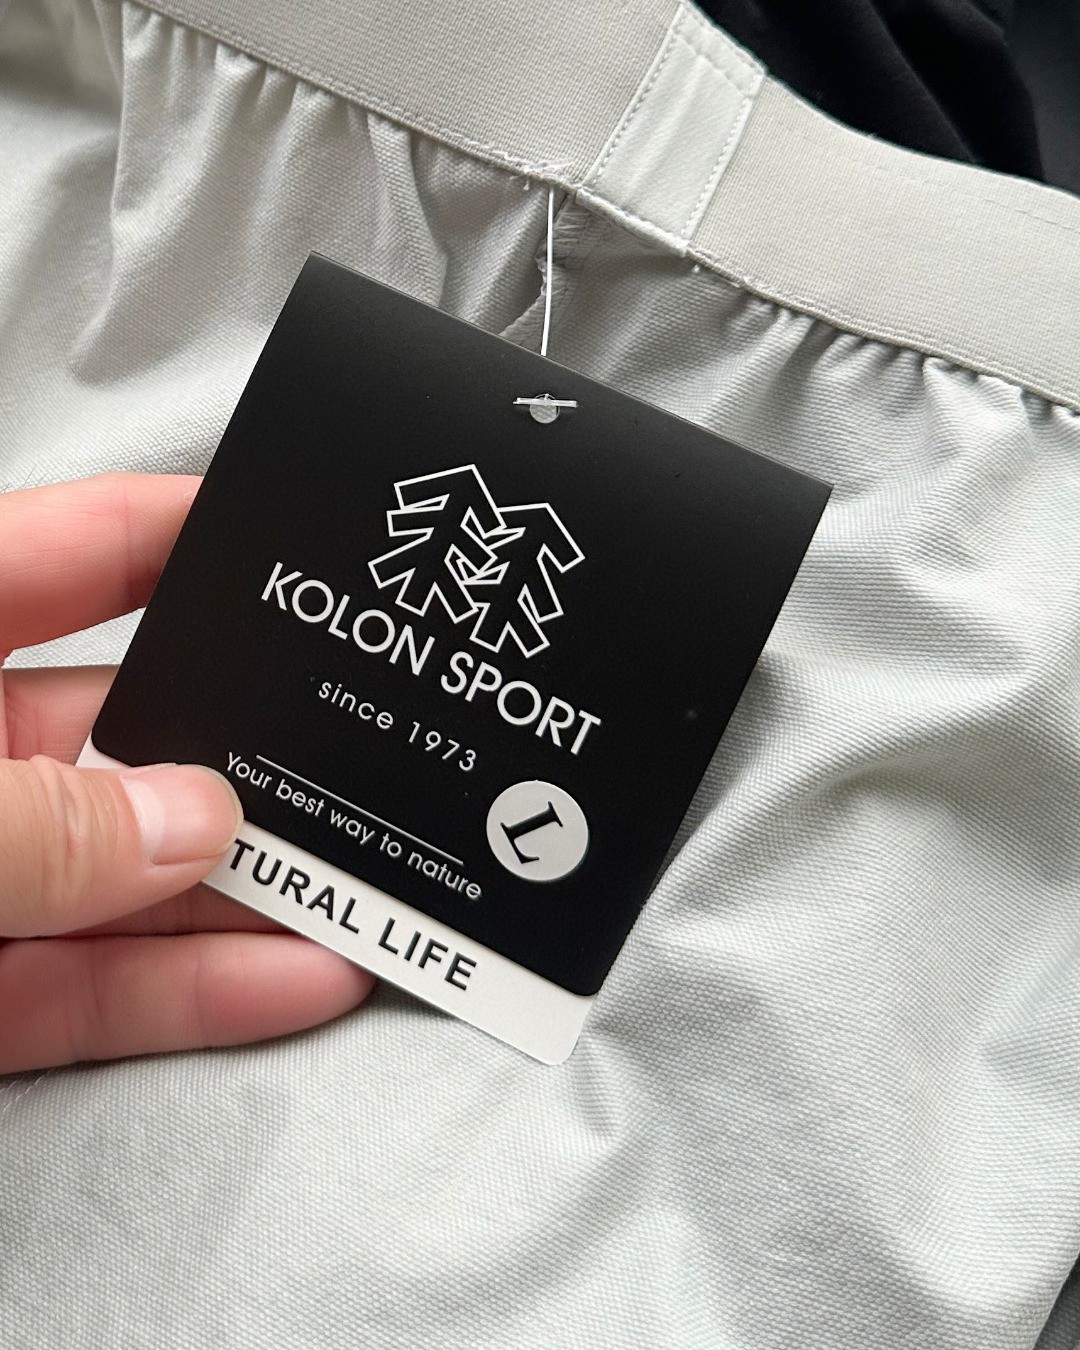 KOLON SPORT
since 1973
Your best way to nature
L
TURAL LIFE